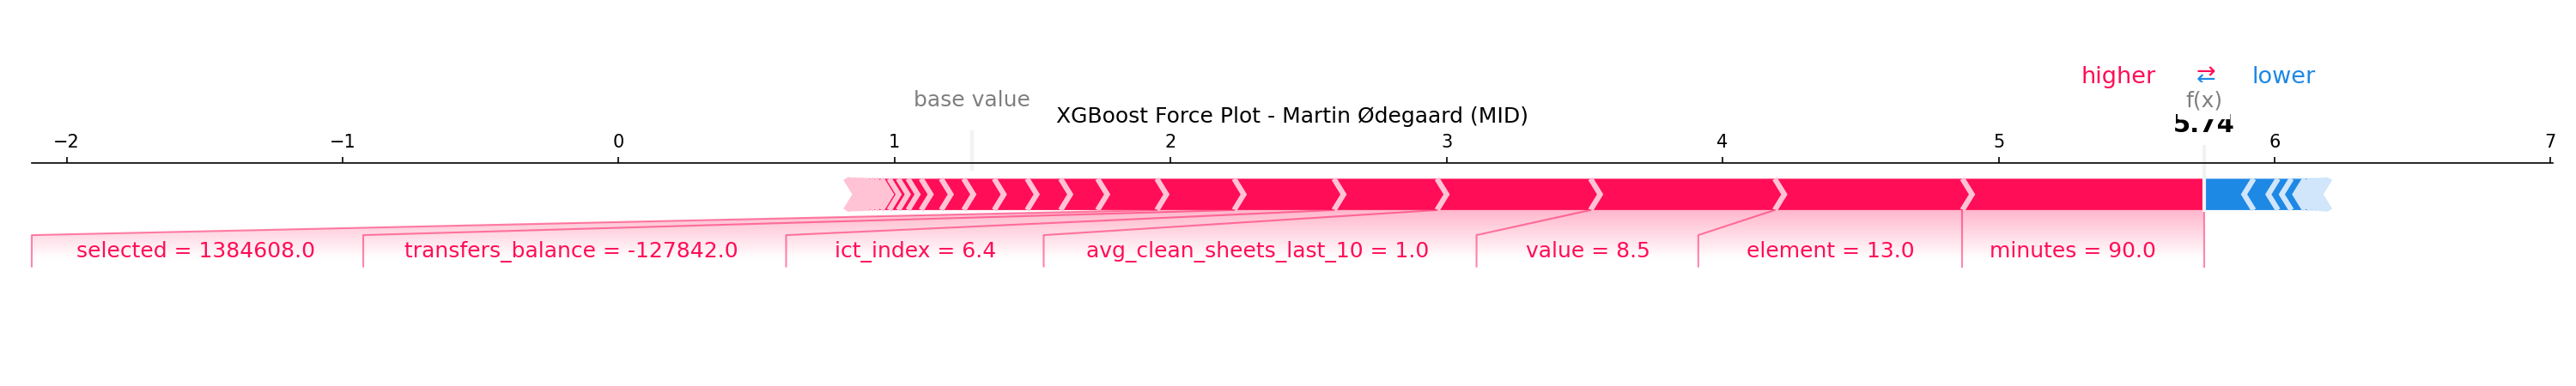 higher ⇄ lower
base value
f(x)
XGBoost Force Plot - Martin Ødegaard (MID)
5.74
−2 −1 0 1 2 3 4 5 6 7
selected = 1384608.0 transfers_balance = -127842.0 ict_index = 6.4 avg_clean_sheets_last_10 = 1.0 value = 8.5 element = 13.0 minutes = 90.0